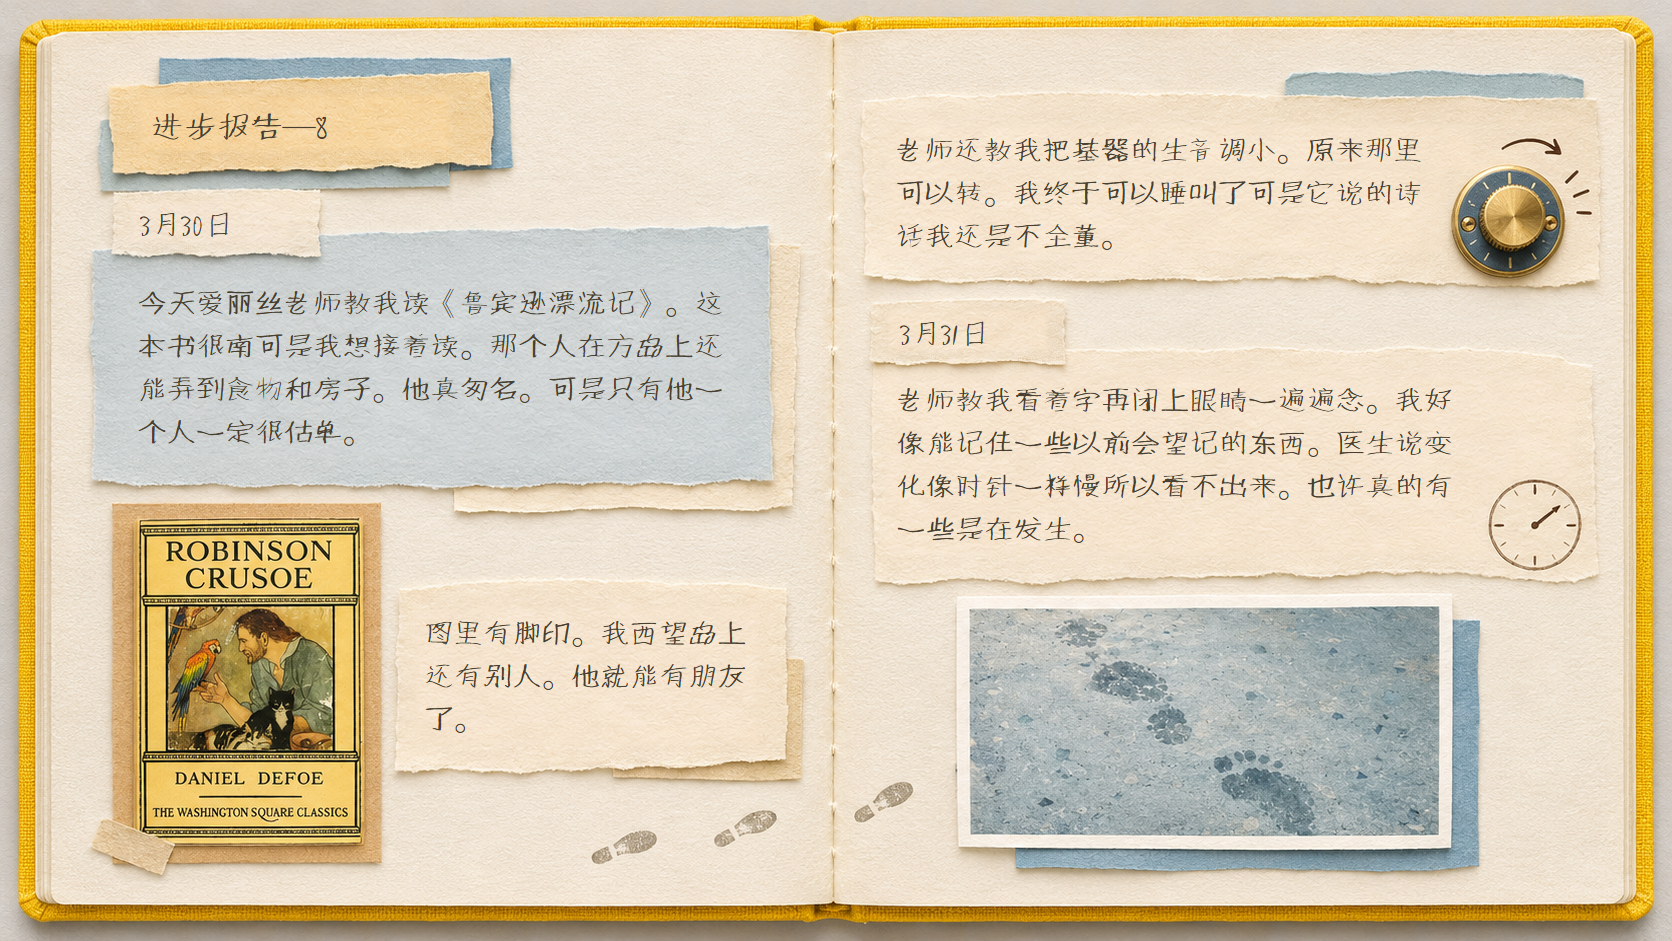 进步报告—8
3月30日
今天爱丽丝老师教我读《鲁宾逊漂流记》。这
本书很南可是我想接着读。那个人在方岛上还
能弄到食物和房子。他真匆名。可是只有他一
个人一定很估单。
ROBINSON
CRUSOE
DANIEL DEFOE
THE WASHINGTON SQUARE CLASSICS
图里有脚印。我西望岛上
还有别人。他就能有朋友
了。
老师还教我把基器的生音调小。原来那里
可以转。我终于可以睡叫了可是它说的诗
话我还是不全董。
3月31日
老师教我看着字再闭上眼睛一遍遍念。我好
像能记住一些以前会望记的东西。医生说变
化像时针一样慢所以看不出来。也许真的有
一些是在发生。